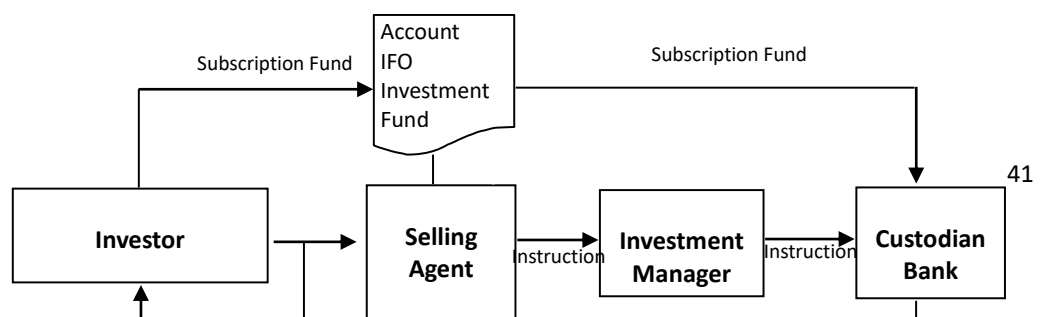 Account
IFO
Investment
Fund
Subscription Fund
Subscription Fund
41
Investor
Selling
Agent
Instruction
Investment
Manager
Instruction
Custodian
Bank